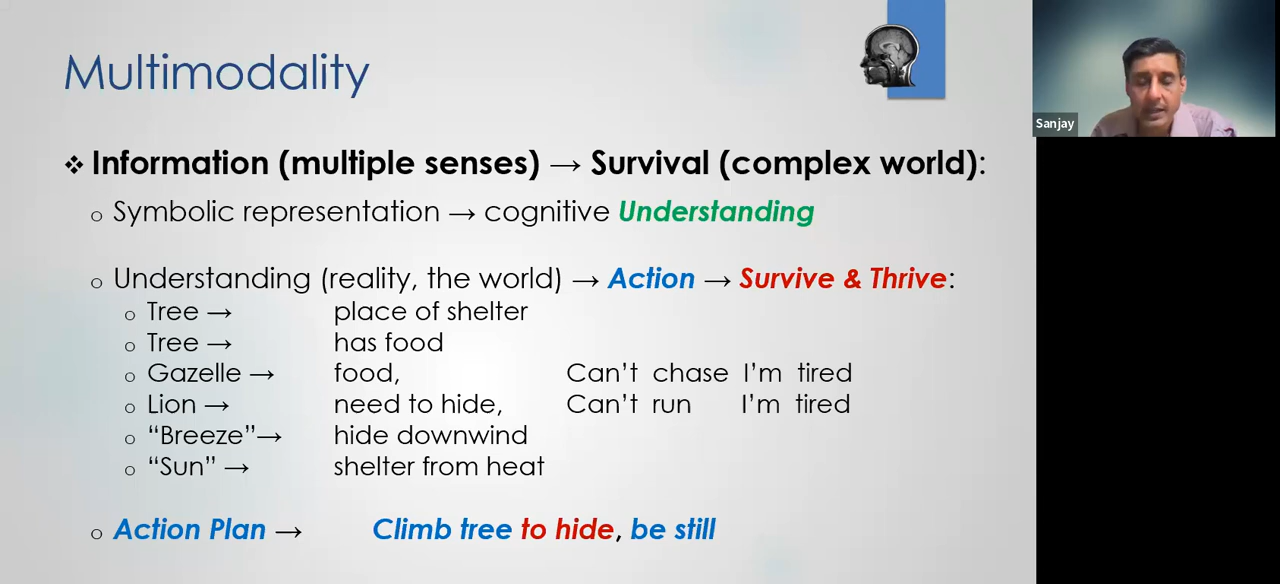 Multimodality
Sanjay
❖ Information (multiple senses) → Survival (complex world):
o Symbolic representation → cognitive Understanding
o Understanding (reality, the world) → Action → Survive & Thrive:
o Tree → place of shelter
o Tree → has food
o Gazelle → food, Can't chase I'm tired
o Lion → need to hide, Can't run I'm tired
o “Breeze”→ hide downwind
o “Sun” → shelter from heat
o Action Plan → Climb tree to hide, be still